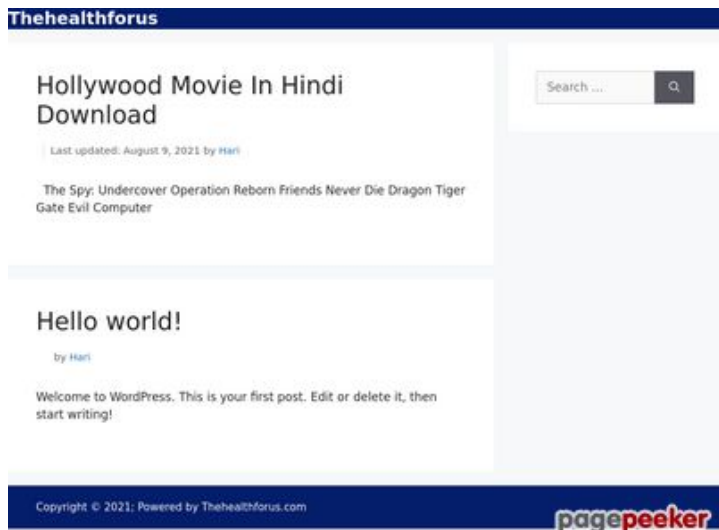 Thehealthforus
Hollywood Movie In Hindi
Download
Last updated: August 9, 2021 by Hari
The Spy: Undercover Operation Reborn Friends Never Die Dragon Tiger
Gate Evil Computer
Search ...
Hello world!
by Hari
Welcome to WordPress. This is your first post. Edit or delete it, then
start writing!
Copyright © 2021; Powered by Thehealthforus.com
pagepeeker